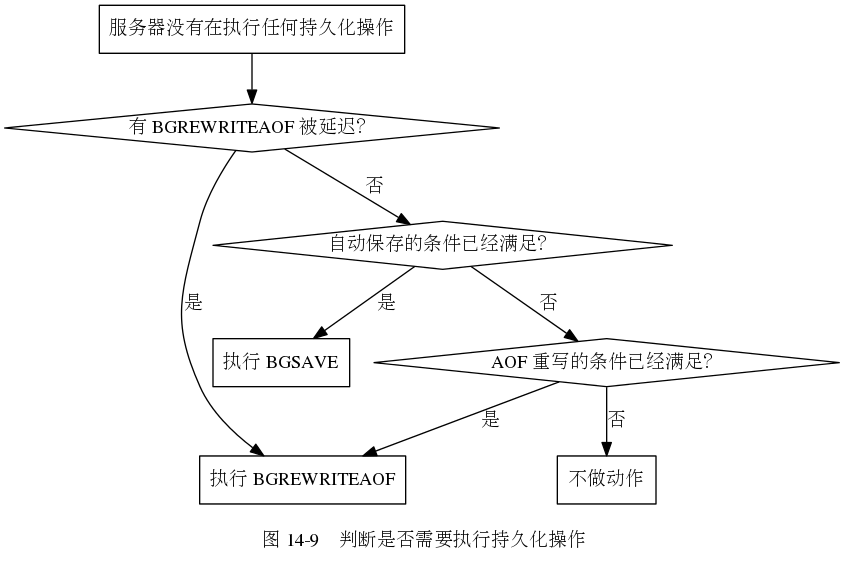 服务器没有在执行任何持久化操作
有 BGREWRITEAOF 被延迟?
否
自动保存的条件已经满足?
是
是
否
执行 BGSAVE
AOF 重写的条件已经满足?
是
否
执行 BGREWRITEAOF
不做动作
图 14-9 判断是否需要执行持久化操作